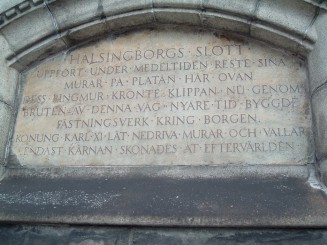 HÄLSINGBORGS · SLOTT
UPPFÖRT · UNDER · MEDELTIDEN · RESTE · SINA
MURAR · PÅ · PLATÅN · HÄR · OVAN
DESS · RINGMUR · KRÖNTE · KLIPPAN · NU · GENOM
BRUTEN · AV · DENNA · VÄG · NYARE · TID · BYGGDE
FÄSTNINGSVERK · KRING · BORGEN.
KONUNG · KARL · XI · LÄT · NEDRIVA · MURAR · OCH · VALLAR
ENDAST · KÄRNAN · SKONADES · ÅT · EFTERVÄRLDEN